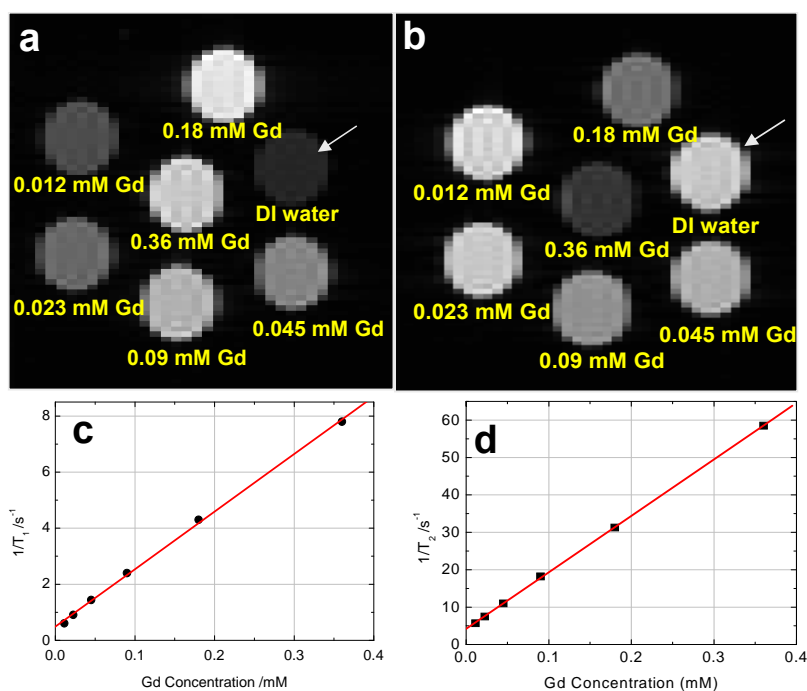 a
0.18 mM Gd
0.012 mM Gd
DI water
0.36 mM Gd
0.023 mM Gd
0.045 mM Gd
0.09 mM Gd
b
0.18 mM Gd
0.012 mM Gd
DI water
0.36 mM Gd
0.023 mM Gd
0.045 mM Gd
0.09 mM Gd
c
8
6
4
2
0
0.0 0.1 0.2 0.3 0.4
1/T1 /s-1
Gd Concentration /mM
d
60
50
40
30
20
10
0
0.0 0.1 0.2 0.3 0.4
1/T2 /s-1
Gd Concentration (mM)